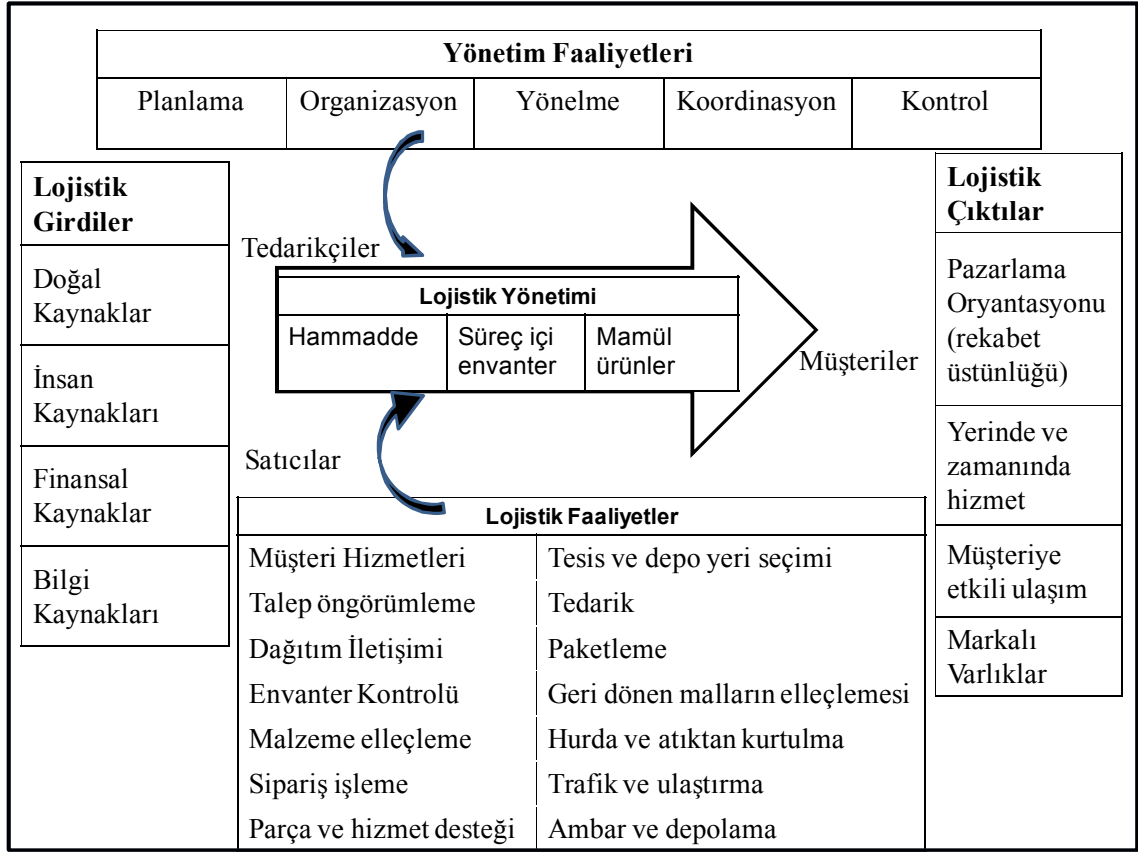 Yönetim Faaliyetleri
Planlama Organizasyon Yönelme Koordinasyon Kontrol
Lojistik
Girdiler
Doğal
Kaynaklar
İnsan
Kaynakları
Finansal
Kaynaklar
Bilgi
Kaynakları
Tedarikçiler
Lojistik Yönetimi
Hammadde
Süreç içi
envanter
Mamül
ürünler
Müşteriler
Satıcılar
Lojistik Faaliyetler
Müşteri Hizmetleri
Talep öngörümleme
Dağıtım İletişimi
Envanter Kontrolü
Malzeme elleçleme
Sipariş işleme
Parça ve hizmet desteği
Tesis ve depo yeri seçimi
Tedarik
Paketleme
Geri dönen malların elleçlemesi
Hurda ve atıktan kurtulma
Trafik ve ulaştırma
Ambar ve depolama
Lojistik
Çıktılar
Pazarlama
Oryantasyonu
(rekabet
üstünlüğü)
Yerinde ve
zamanında
hizmet
Müşteriye
etkili ulaşım
Markalı
Varlıklar